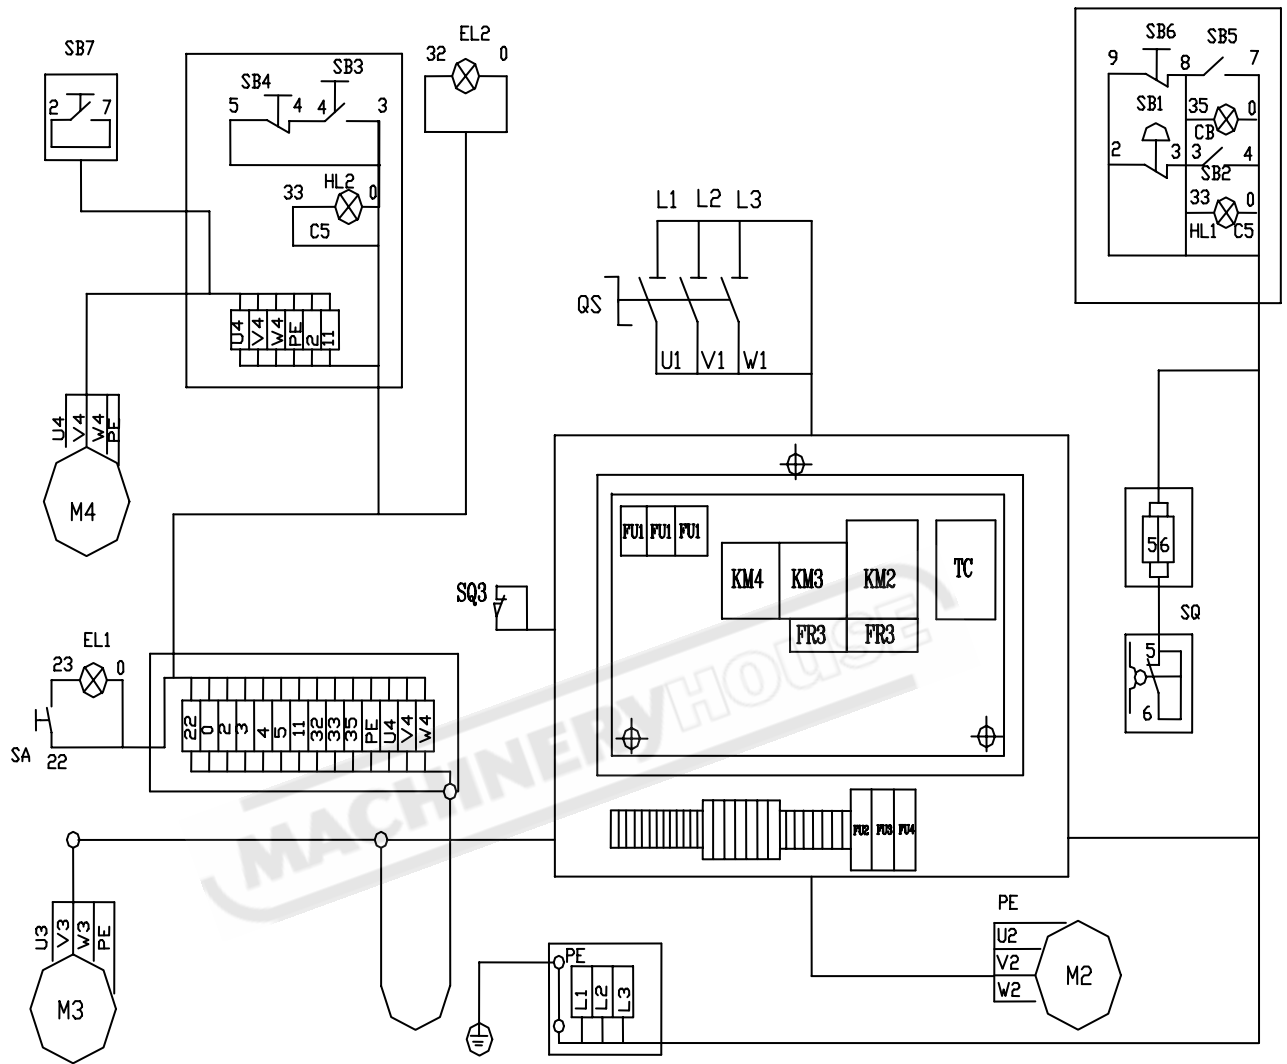 SB7
2 7
SB4 SB3
5 4 4 3
33 HL2 0
C5
EL2
32 0
U4 V4 W4 PE 2 11
U4 V4 W4 PE
M4
L1 L2 L3
QS
U1 V1 W1
SB6 SB5
9 8 7
SB1
35 0
CB
2 3 3 4
SB2
33 0
HL1 C5
56
SQ
5
6
FU1 FU1 FU1
KM4 KM3 KM2 TC
FR3 FR3
SQ3
EL1
23 0
SA 22
22 0 2 3 4 5 11 32 33 35 PE U4 V4 W4
MACHINERYHOUSE
FU2 FU3 FU4
U3 V3 W3 PE
M3
PE
L1 L2 L3
PE
U2
V2
W2
M2